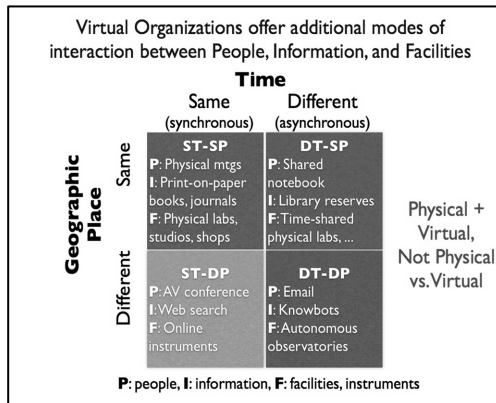 Virtual Organizations offer additional modes of
interaction between People, Information, and Facilities
Time
Same
(synchronous)
Different
(asynchronous)
Geographic
Place
Same
Different
ST-SP
P: Physical mtgs
I: Print-on-paper
books, journals
F: Physical labs,
studios, shops
DT-SP
P: Shared
notebook
I: Library reserves
F: Time-shared
physical labs, ...
ST-DP
P: AV conference
I: Web search
F: Online
instruments
DT-DP
P: Email
I: Knowbots
F: Autonomous
observatories
Physical +
Virtual,
Not Physical
vs. Virtual
P: people, I: information, F: facilities, instruments